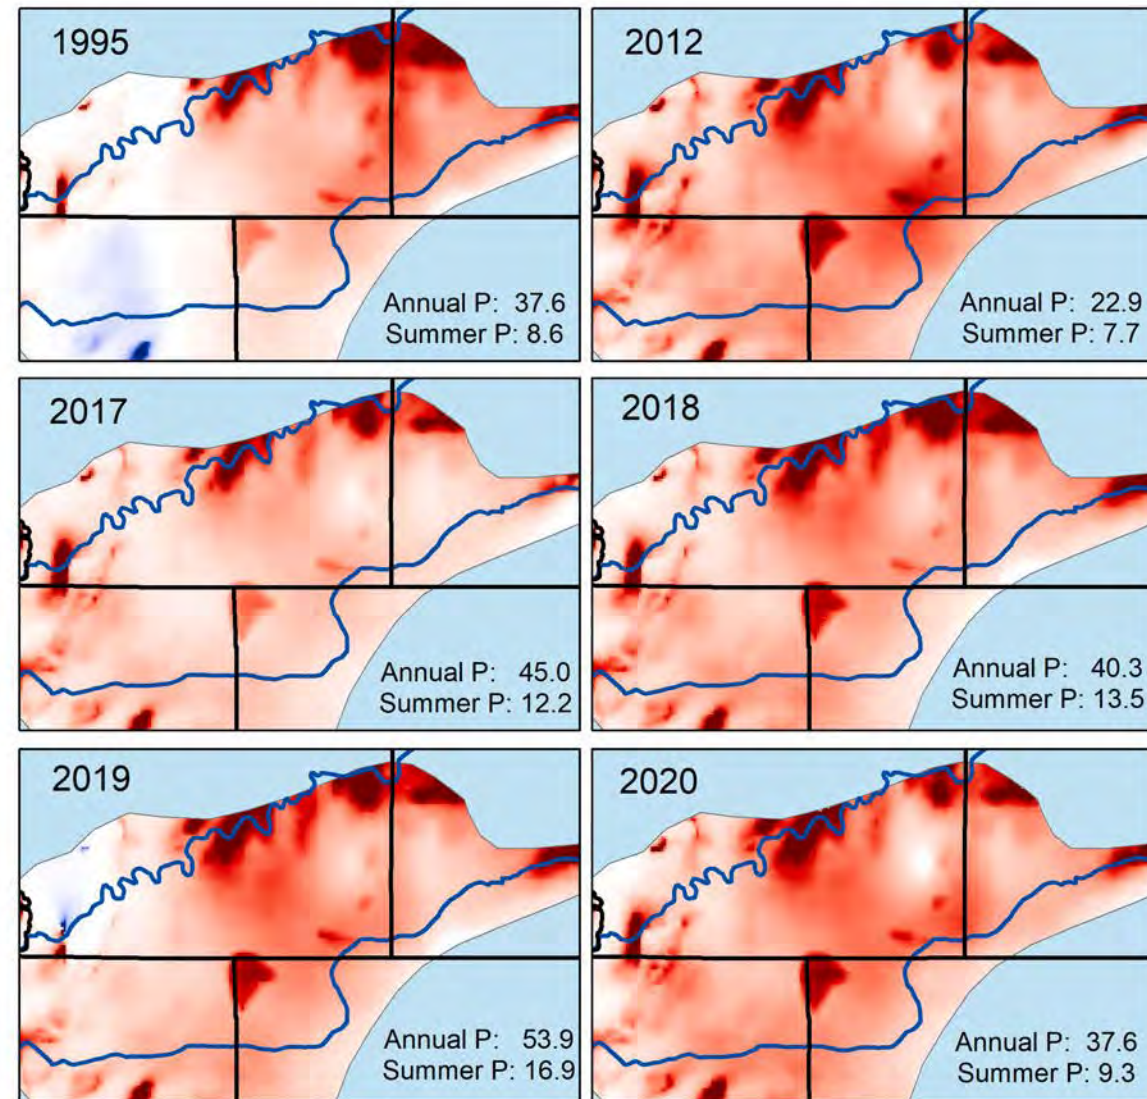 1995
Annual P: 37.6
Summer P: 8.6
2012
Annual P: 22.9
Summer P: 7.7
2017
Annual P: 45.0
Summer P: 12.2
2018
Annual P: 40.3
Summer P: 13.5
2019
Annual P: 53.9
Summer P: 16.9
2020
Annual P: 37.6
Summer P: 9.3